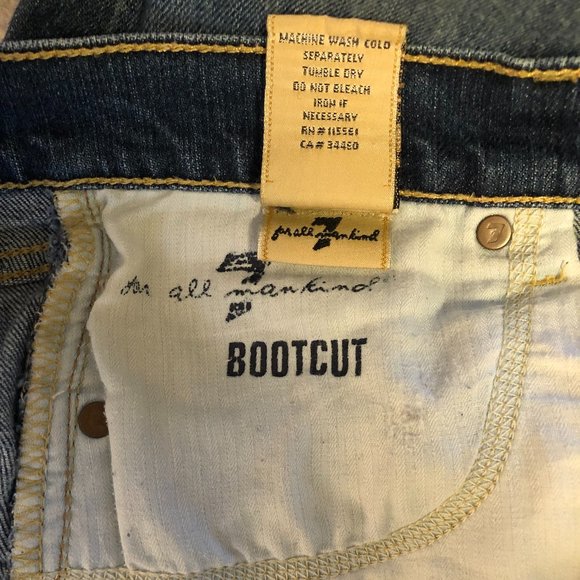 MACHINE WASH COLD
SEPARATELY
TUMBLE DRY
DO NOT BLEACH
IRON IF
NECESSARY
RN # 115561
CA # 34460
7
for all mankind
7
for all mankind
BOOTCUT
7